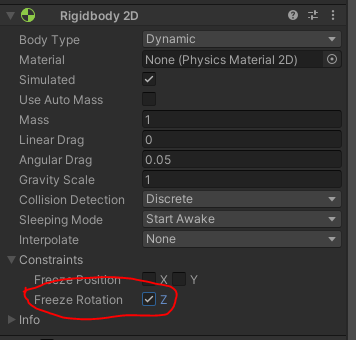 Rigidbody 2D
Body Type Dynamic
Material None (Physics Material 2D)
Simulated
Use Auto Mass
Mass 1
Linear Drag 0
Angular Drag 0.05
Gravity Scale 1
Collision Detection Discrete
Sleeping Mode Start Awake
Interpolate None
Constraints
Freeze Position X Y
Freeze Rotation Z
Info